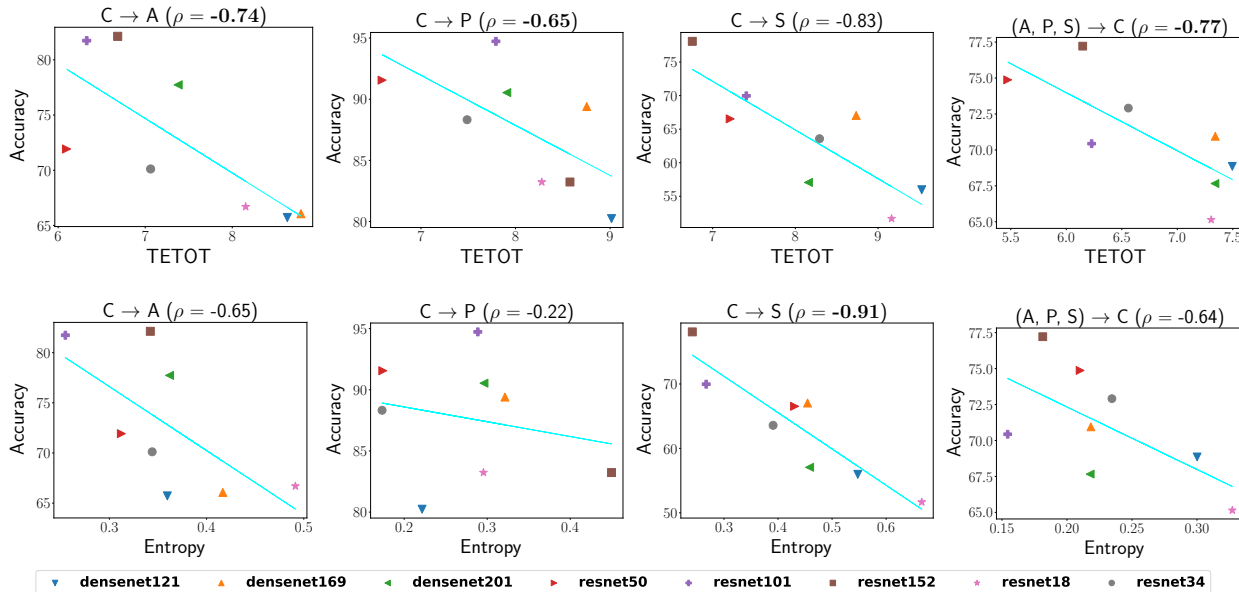 C → A (ρ = -0.74)
C → P (ρ = -0.65)
C → S (ρ = -0.83)
(A, P, S) → C (ρ = -0.77)
Accuracy
80
75
70
65
6
7
8
TETOT
Accuracy
95
90
85
80
7
8
9
TETOT
Accuracy
75
70
65
60
55
7
8
9
TETOT
Accuracy
77.5
75.0
72.5
70.0
67.5
65.0
5.5
6.0
6.5
7.0
7.5
TETOT
C → A (ρ = -0.65)
C → P (ρ = -0.22)
C → S (ρ = -0.91)
(A, P, S) → C (ρ = -0.64)
Accuracy
80
75
70
65
0.3
0.4
0.5
Entropy
Accuracy
95
90
85
80
0.2
0.3
0.4
Entropy
Accuracy
70
60
50
0.3
0.4
0.5
0.6
Entropy
Accuracy
77.5
75.0
72.5
70.0
67.5
65.0
0.15
0.20
0.25
0.30
Entropy
densenet121 densenet169 densenet201 resnet50 resnet101 resnet152 resnet18 resnet34